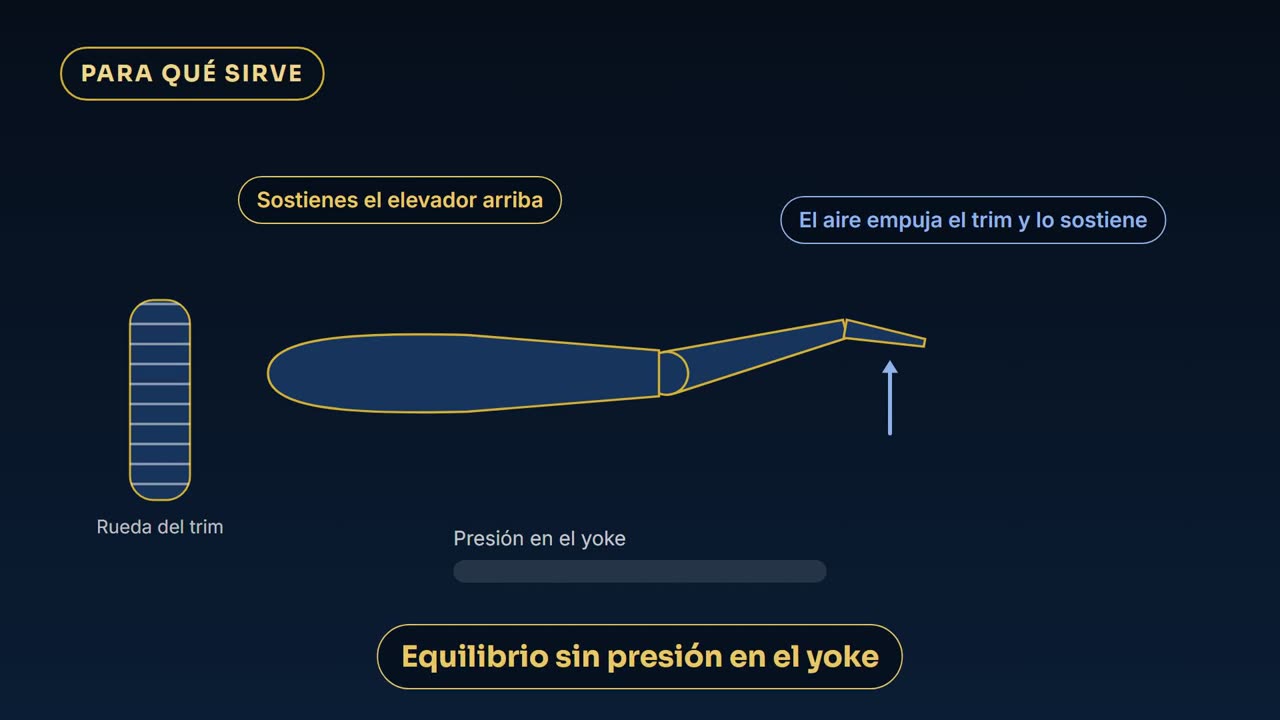 PARA QUÉ SIRVE
Sostienes el elevador arriba
El aire empuja el trim y lo sostiene
Rueda del trim
Presión en el yoke
Equilibrio sin presión en el yoke